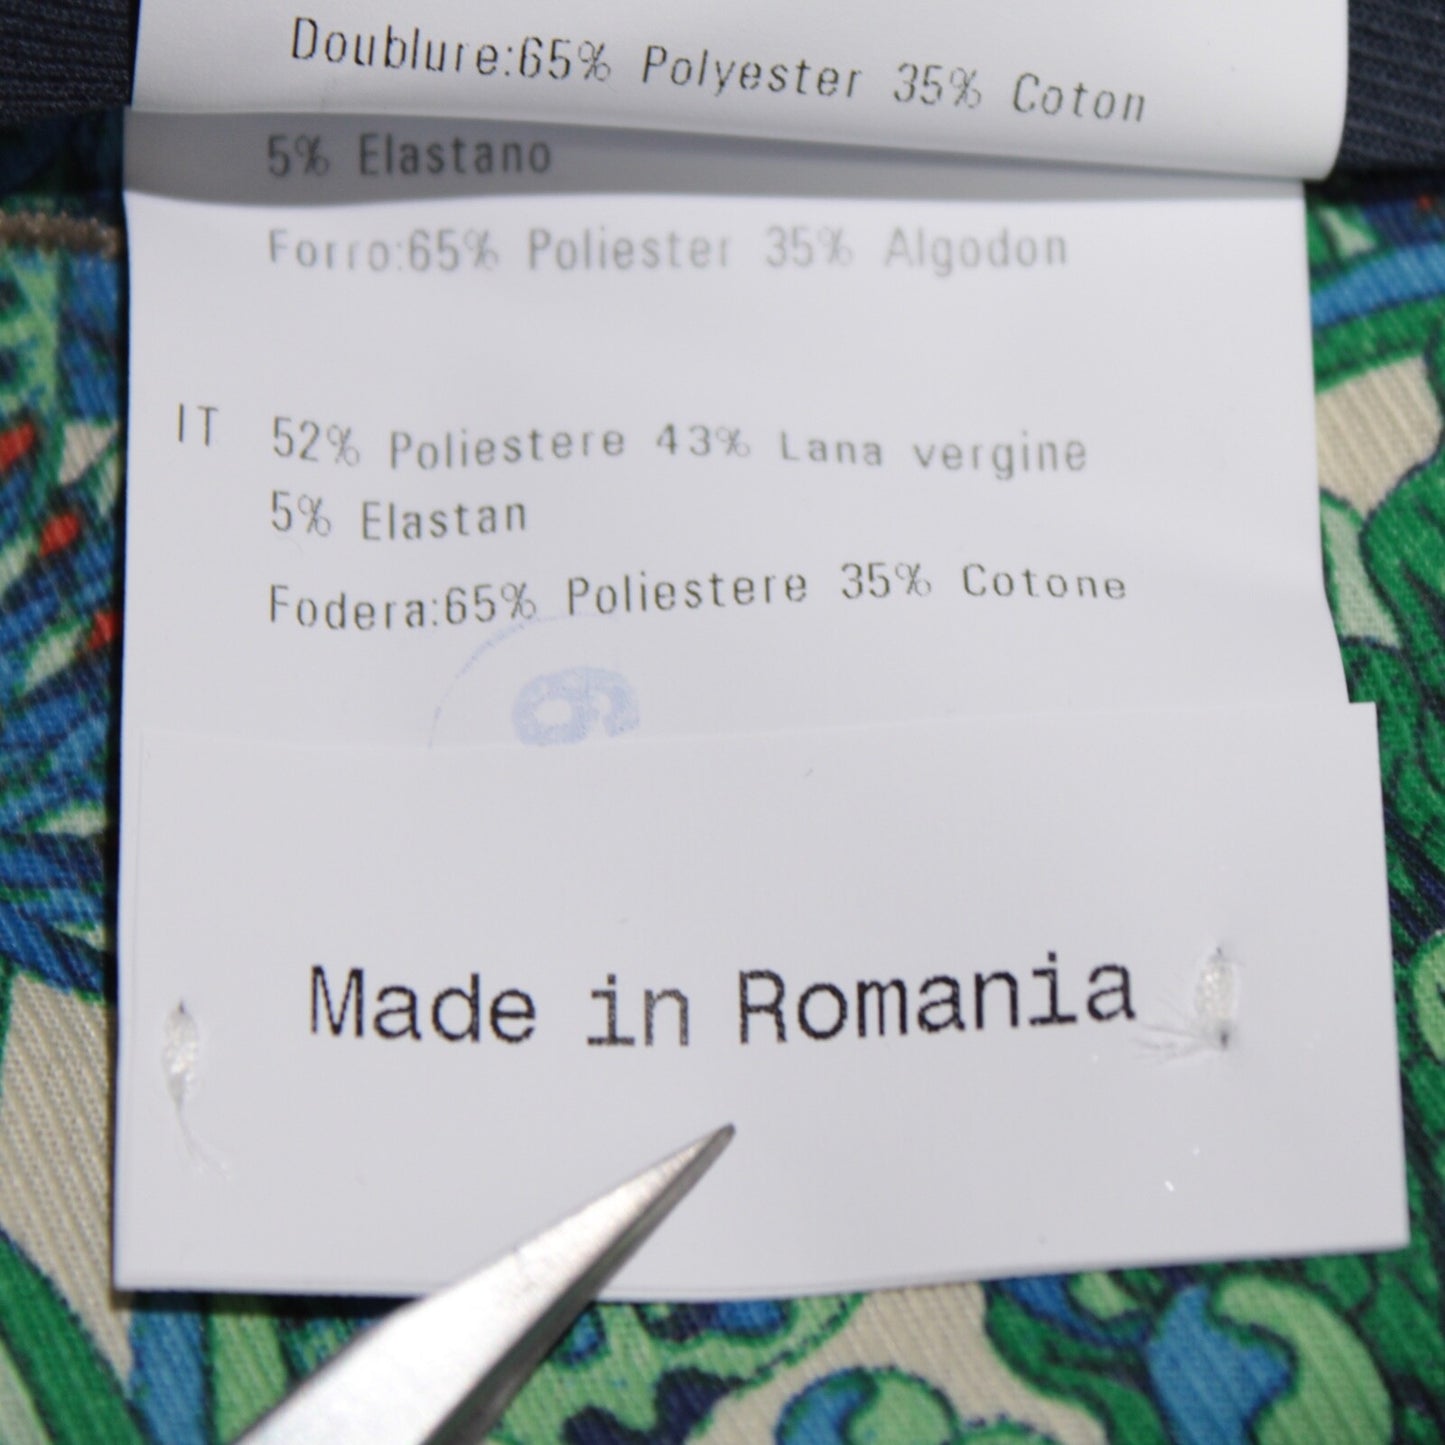 Doublure:65% Polyester 35% Coton
5% Elastano
Forro:65% Poliester 35% Algodon
IT 52% Poliestere 43% Lana vergine
5% Elastan
Fodera:65% Poliestere 35% Cotone
Made in Romania